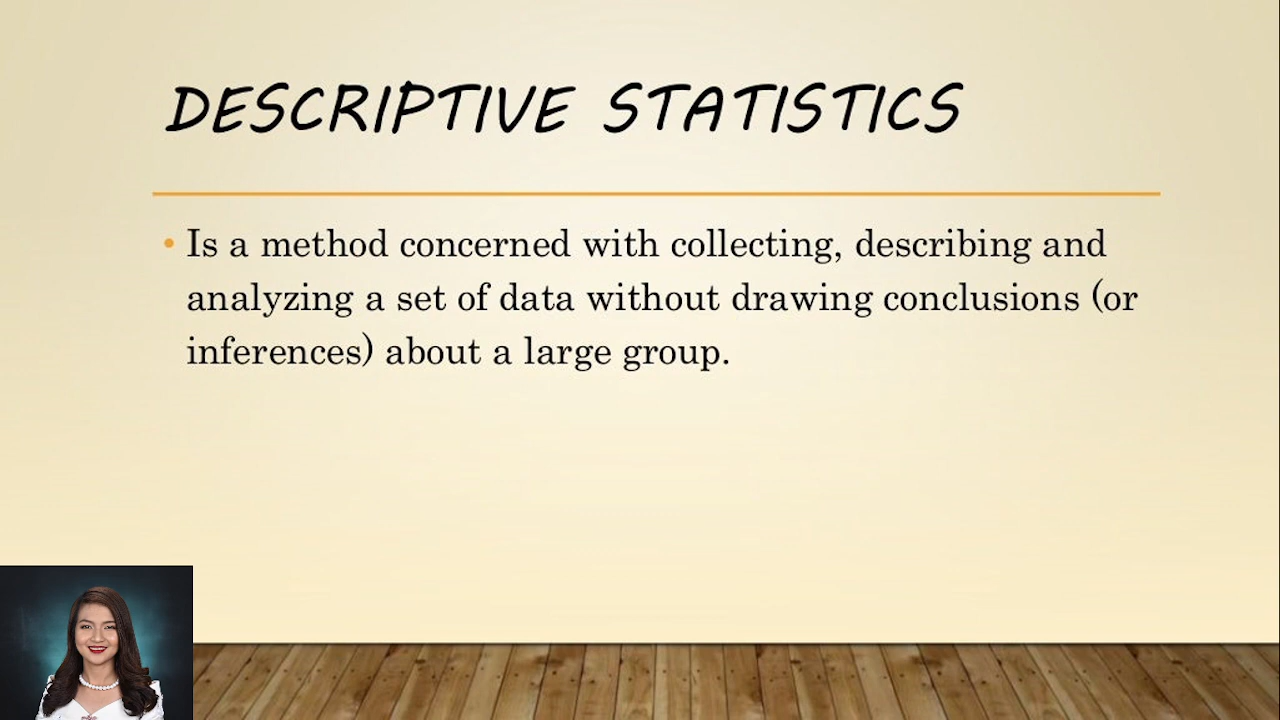 DESCRIPTIVE STATISTICS
• Is a method concerned with collecting, describing and
analyzing a set of data without drawing conclusions (or
inferences) about a large group.